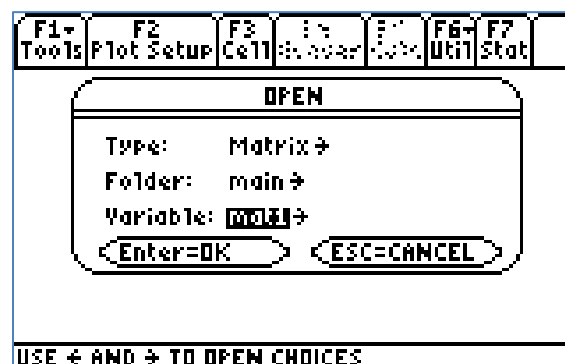 F1▾ F2 F3 F6▾ F7
Tools Plot Setup Cell Util Stat
OPEN
Type: Matrix→
Folder: main→
Variable: →
Enter=OK ESC=CANCEL
USE ← AND → TO OPEN CHOICES